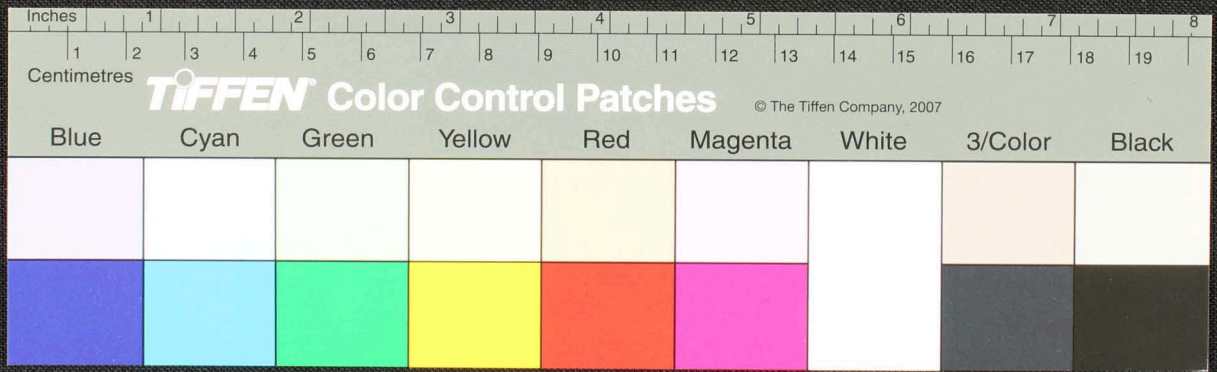 Inches 1 2 3 4 5 6 7 8
1 2 3 4 5 6 7 8 9 10 11 12 13 14 15 16 17 18 19
Centimetres
TIFFEN® Color Control Patches © The Tiffen Company, 2007
Blue Cyan Green Yellow Red Magenta White 3/Color Black